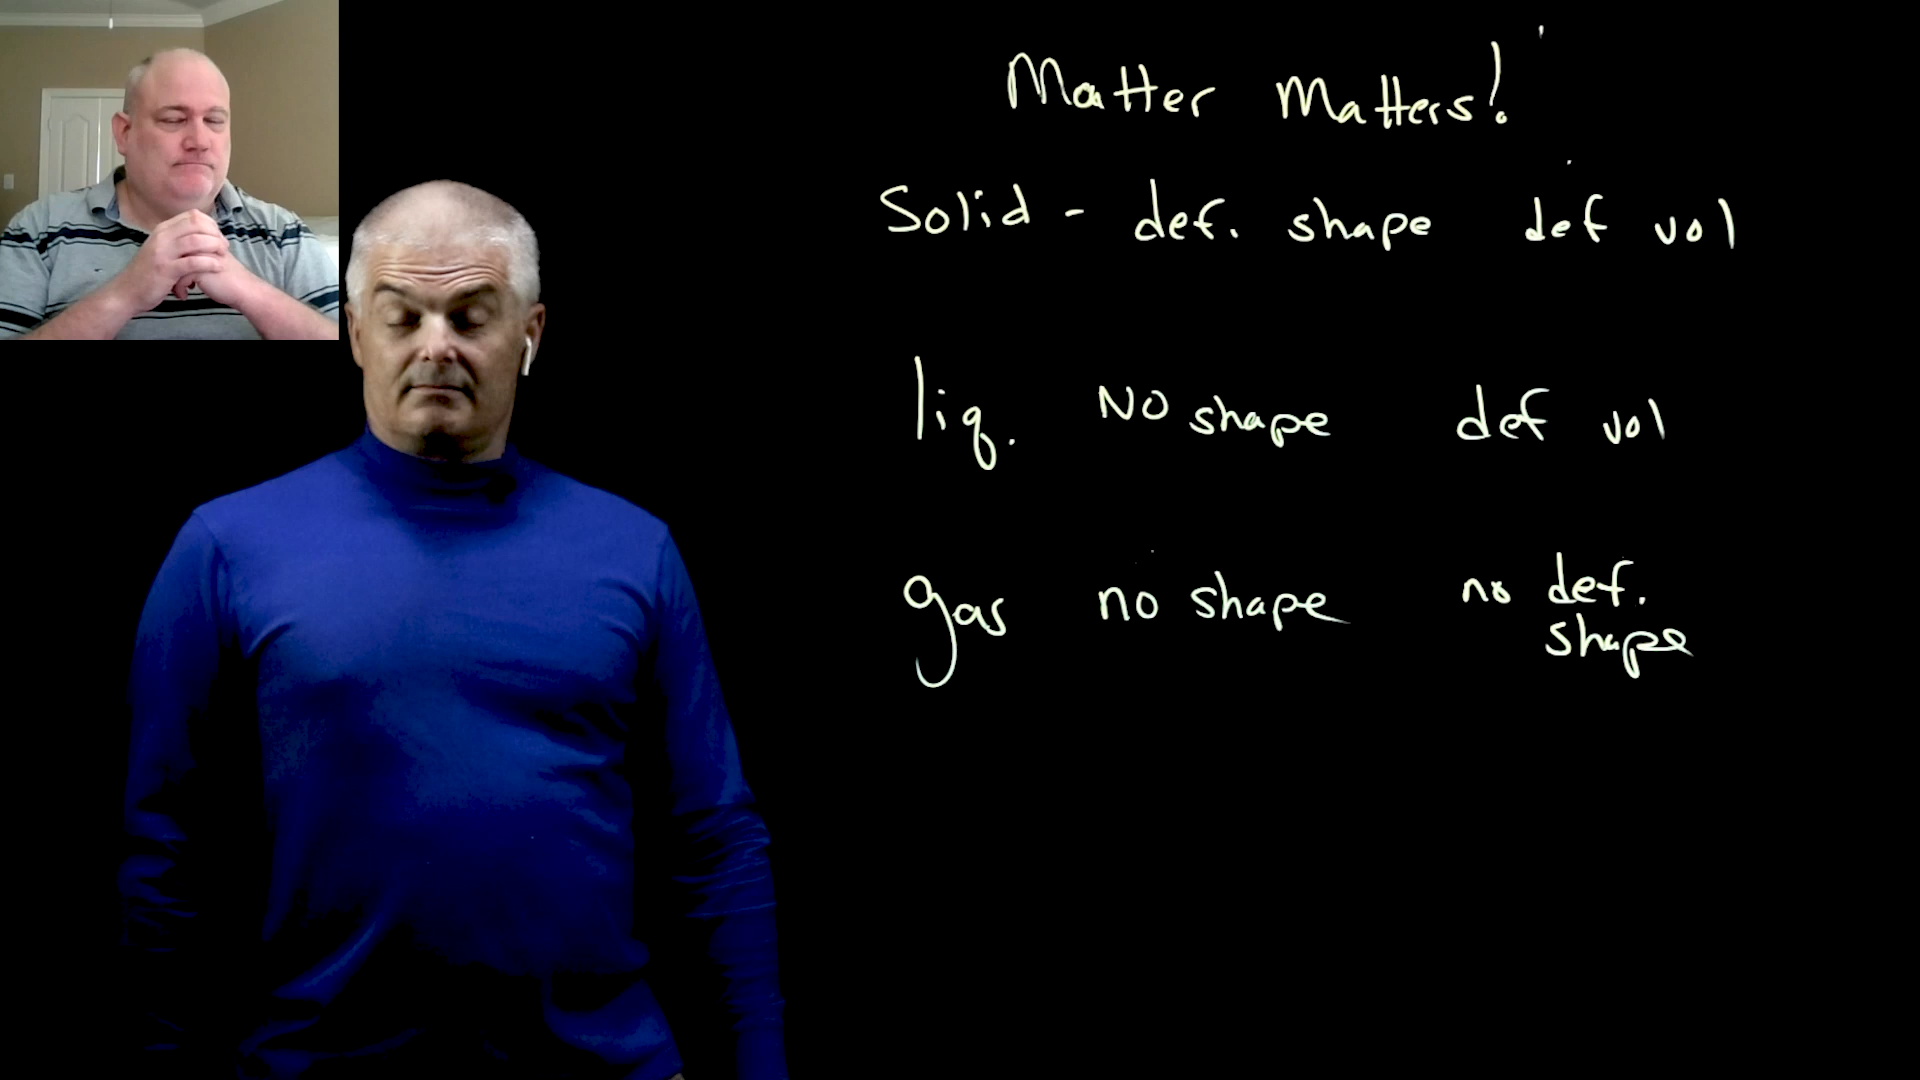 Matter Matters!
Solid - def. shape def vol
liq. No shape def vol
gas no shape no def.
shape